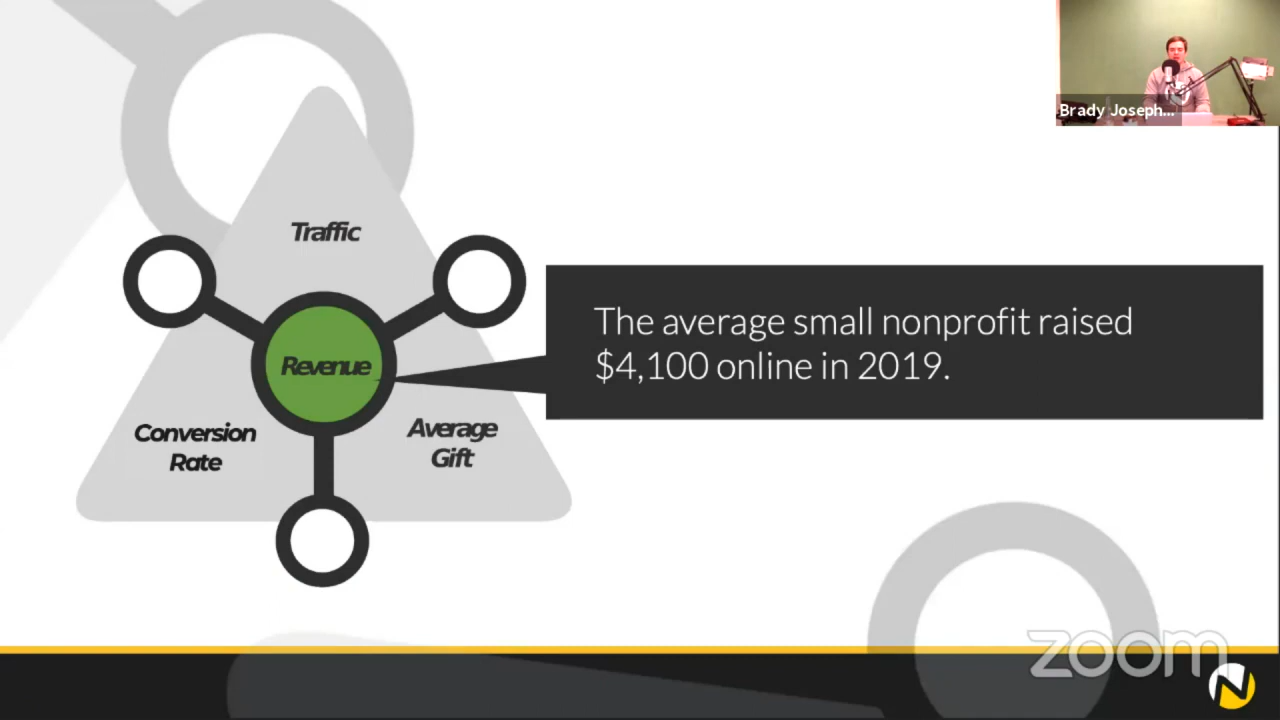 Brady Joseph...
Traffic
Revenue
Conversion
Rate
Average
Gift
The average small nonprofit raised
$4,100 online in 2019.
zoom
N